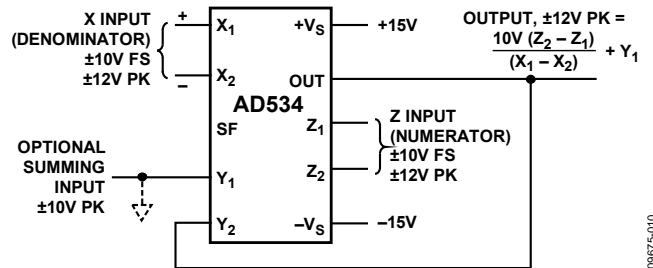 X INPUT
(DENOMINATOR)
±10V FS
±12V PK
+
–
X1
X2
SF
Y1
Y2
AD534
+VS
OUT
Z1
Z2
–VS
+15V
–15V
OUTPUT, ±12V PK =
10V (Z2 – Z1)
(X1 – X2)
+ Y1
Z INPUT
(NUMERATOR)
±10V FS
±12V PK
OPTIONAL
SUMMING
INPUT
±10V PK
09675-010